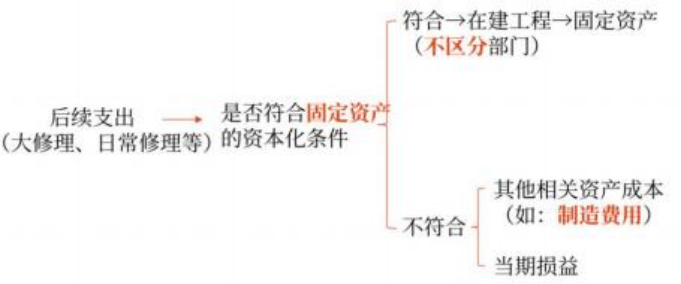 后续支出
（大修理、日常修理等）
是否符合固定资产
的资本化条件
符合→在建工程→固定资产
（不区分部门）
不符合
其他相关资产成本
（如：制造费用）
当期损益